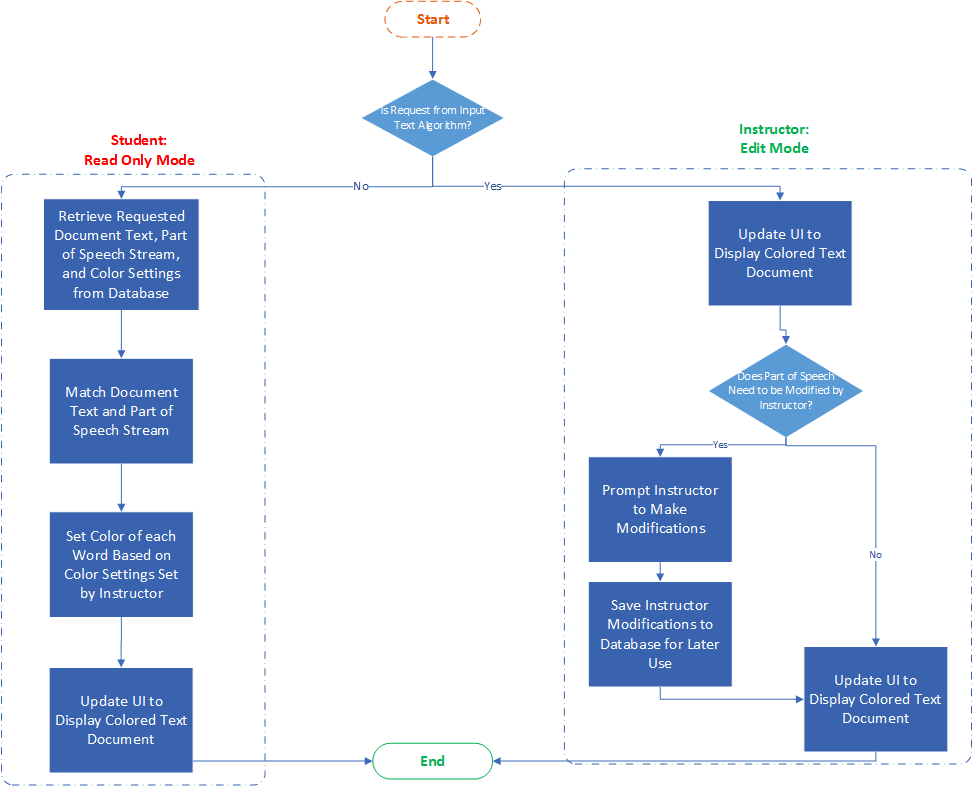 Start
Is Request from Input
Text Algorithm?
Student:
Read Only Mode
Instructor:
Edit Mode
No
Yes
Retrieve Requested
Document Text, Part
of Speech Stream,
and Color Settings
from Database
Match Document
Text and Part of
Speech Stream
Set Color of each
Word Based on
Color Settings Set
by Instructor
Update UI to
Display Colored Text
Document
Update UI to
Display Colored Text
Document
Does Part of Speech
Need to be Modified by
Instructor?
Yes
No
Prompt Instructor
to Make
Modifications
Save Instructor
Modifications to
Database for Later
Use
Update UI to
Display Colored Text
Document
End